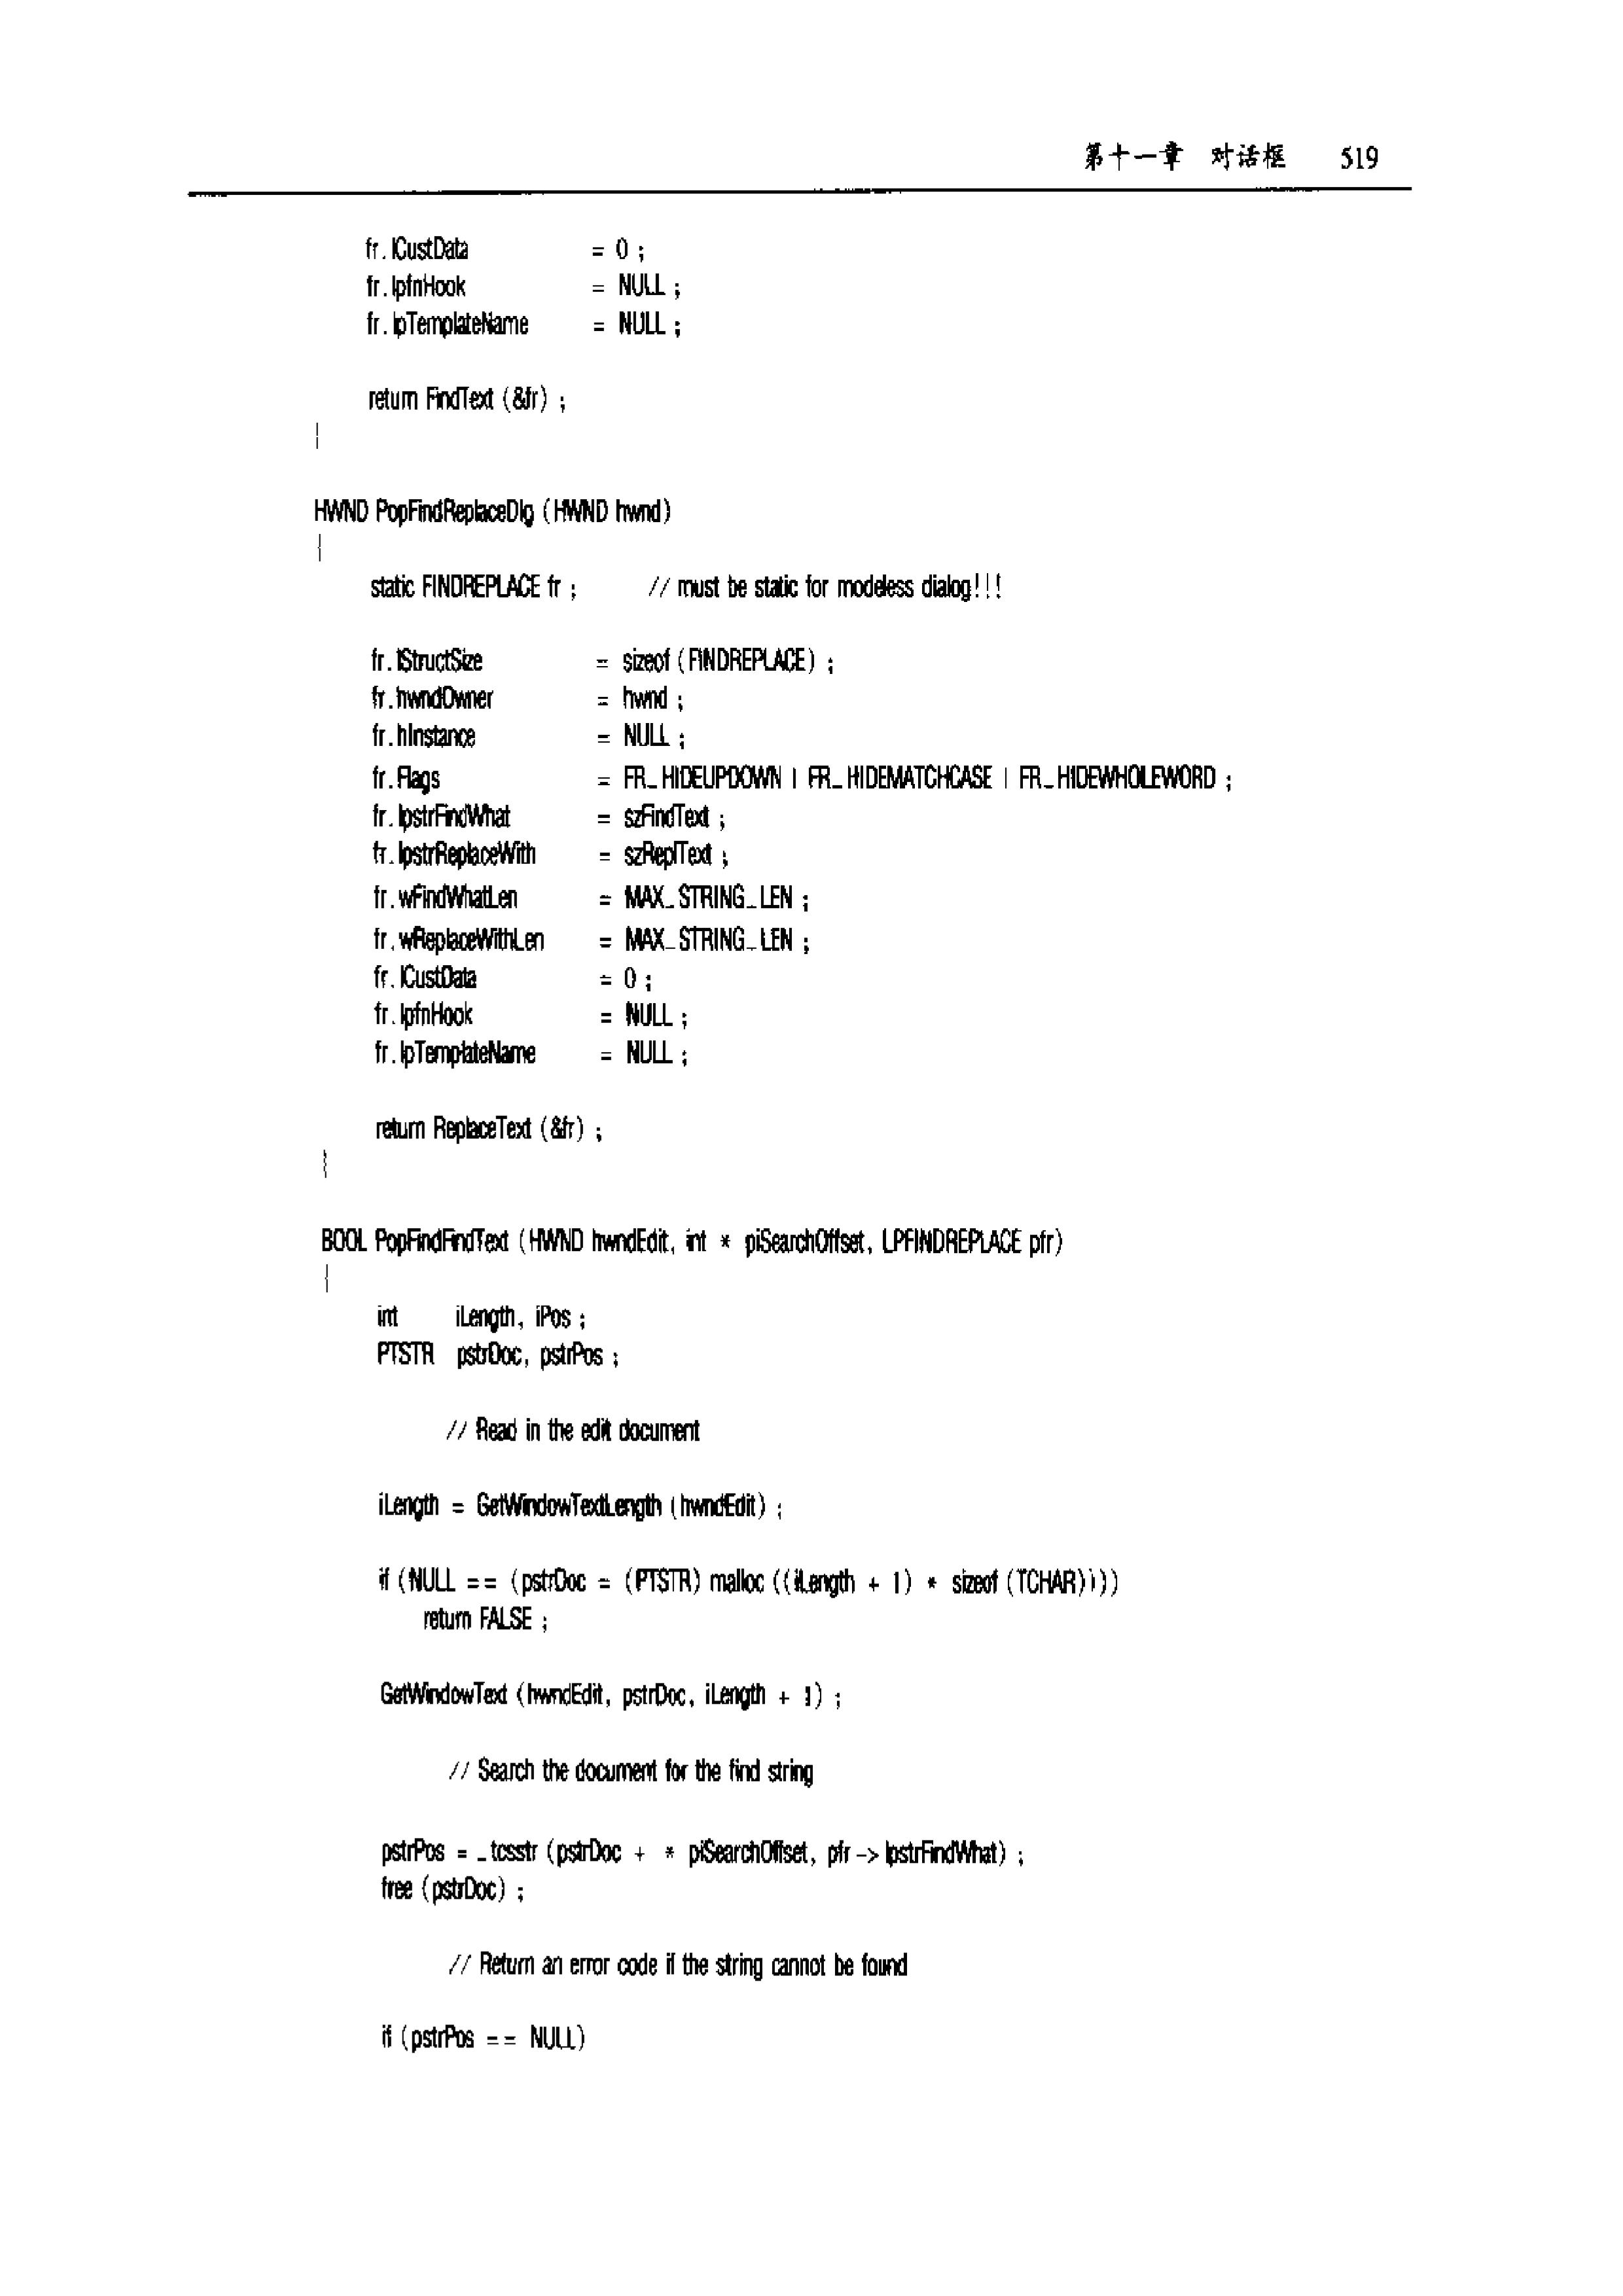 第十一章 对话框 519
fr.lCustData = 0 ;
fr.lpfnHook = NULL ;
fr.lpTemplateName = NULL ;
return FindText (&fr) ;
}
HWND PopFindReplaceDlg (HWND hwnd)
{
static FINDREPLACE fr ; // must be static for modeless dialog!!!
fr.lStructSize = sizeof (FINDREPLACE) ;
fr.hwndOwner = hwnd ;
fr.hInstance = NULL ;
fr.Flags = FR_HIDEUPDOWN | FR_HIDEMATCHCASE | FR_HIDEWHOLEWORD ;
fr.lpstrFindWhat = szFindText ;
fr.lpstrReplaceWith = szReplText ;
fr.wFindWhatLen = MAX_STRING_LEN ;
fr.wReplaceWithLen = MAX_STRING_LEN ;
fr.lCustData = 0 ;
fr.lpfnHook = NULL ;
fr.lpTemplateName = NULL ;
return ReplaceText (&fr) ;
}
BOOL PopFindFindText (HWND hwndEdit, int * piSearchOffset, LPFINDREPLACE pfr)
{
int iLength, iPos ;
PTSTR pstrDoc, pstrPos ;
// Read in the edit document
iLength = GetWindowTextLength (hwndEdit) ;
if (NULL == (pstrDoc = (PTSTR) malloc ((iLength + 1) * sizeof (TCHAR))))
return FALSE ;
GetWindowText (hwndEdit, pstrDoc, iLength + 1) ;
// Search the document for the find string
pstrPos = _tcsstr (pstrDoc + * piSearchOffset, pfr -> lpstrFindWhat) ;
free (pstrDoc) ;
// Return an error code if the string cannot be found
if (pstrPos == NULL)